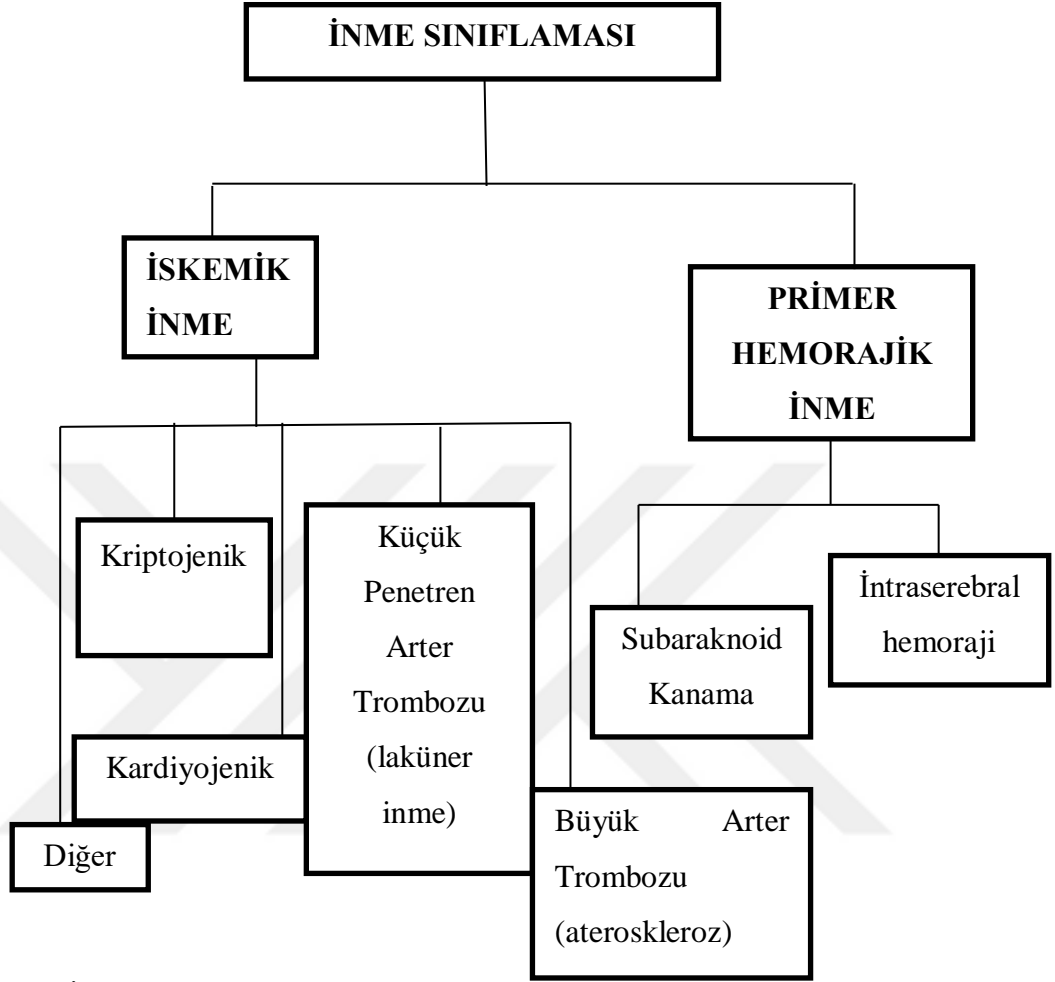 İNME SINIFLAMASI
İSKEMİK
İNME
PRİMER
HEMORAJİK
İNME
Kriptojenik
Küçük
Penetren
Arter
Trombozu
(laküner
inme)
İntraserebral
hemoraji
Subaraknoid
Kanama
Kardiyojenik
Diğer
Büyük Arter
Trombozu
(ateroskleroz)